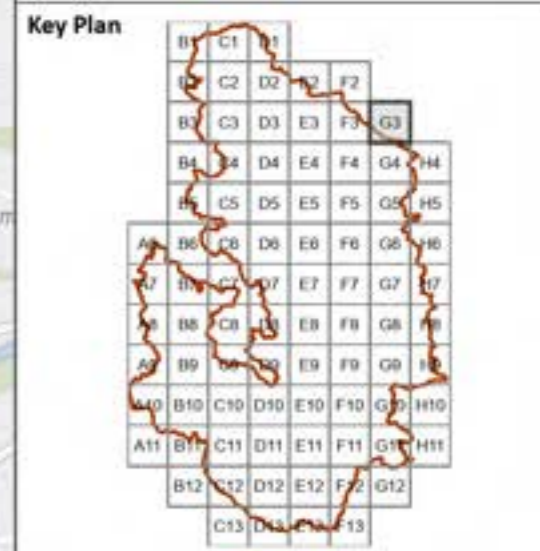 Key Plan
B1 C1 D1
B2 C2 D2 E2 F2
B3 C3 D3 E3 F3 G3
B4 C4 D4 E4 F4 G4 H4
B5 C5 D5 E5 F5 G5 H5
A6 B6 C6 D6 E6 F6 G6 H6
A7 B7 C7 D7 E7 F7 G7 H7
A8 B8 C8 D8 E8 F8 G8 H8
A9 B9 C9 D9 E9 F9 G9 H9
A10 B10 C10 D10 E10 F10 G10 H10
A11 B11 C11 D11 E11 F11 G11 H11
B12 C12 D12 E12 F12 G12
C13 D13 E13 F13